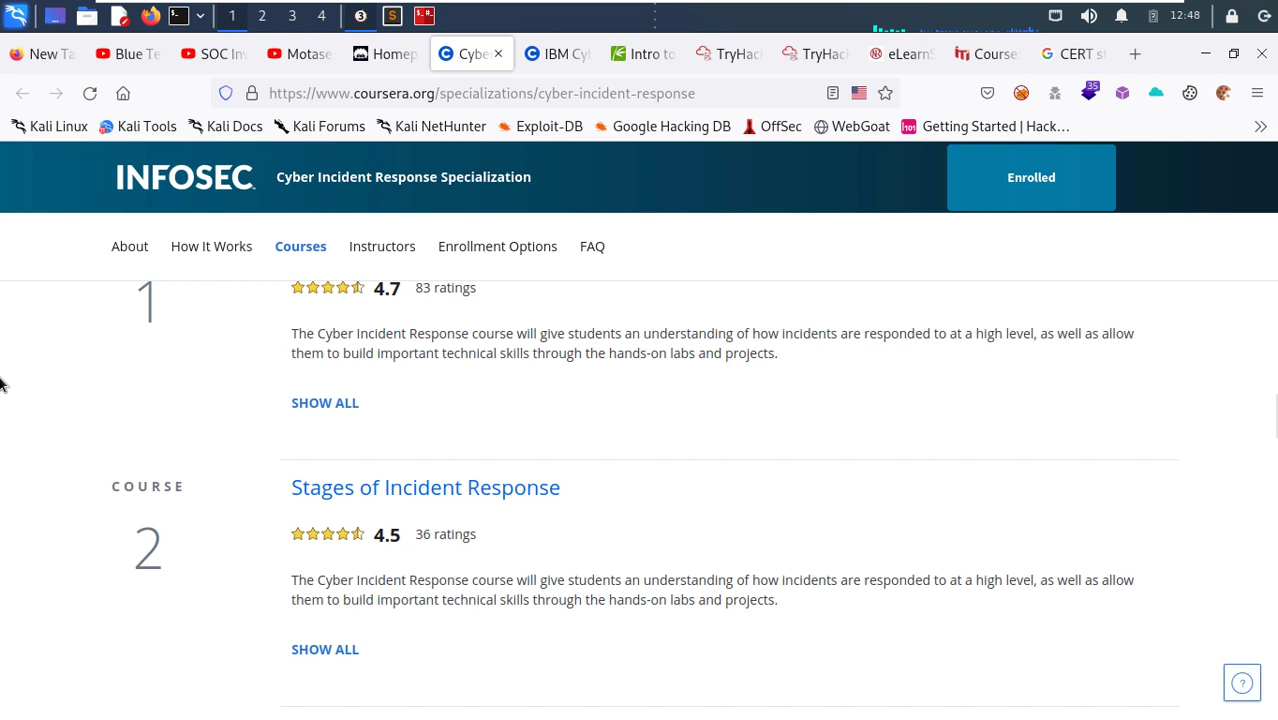 1 2 3 4 12:48
New Ta Blue Te SOC Inv Motase Homep Cybe IBM Cy Intro to TryHac TryHac eLearnS Course CERT st
https://www.coursera.org/specializations/cyber-incident-response
35
Kali Linux Kali Tools Kali Docs Kali Forums Kali NetHunter Exploit-DB Google Hacking DB OffSec WebGoat Getting Started | Hack...
INFOSEC Cyber Incident Response Specialization Enrolled
About How It Works Courses Instructors Enrollment Options FAQ
1
4.7 83 ratings
The Cyber Incident Response course will give students an understanding of how incidents are responded to at a high level, as well as allow
them to build important technical skills through the hands-on labs and projects.
SHOW ALL
COURSE
2
Stages of Incident Response
4.5 36 ratings
The Cyber Incident Response course will give students an understanding of how incidents are responded to at a high level, as well as allow
them to build important technical skills through the hands-on labs and projects.
SHOW ALL